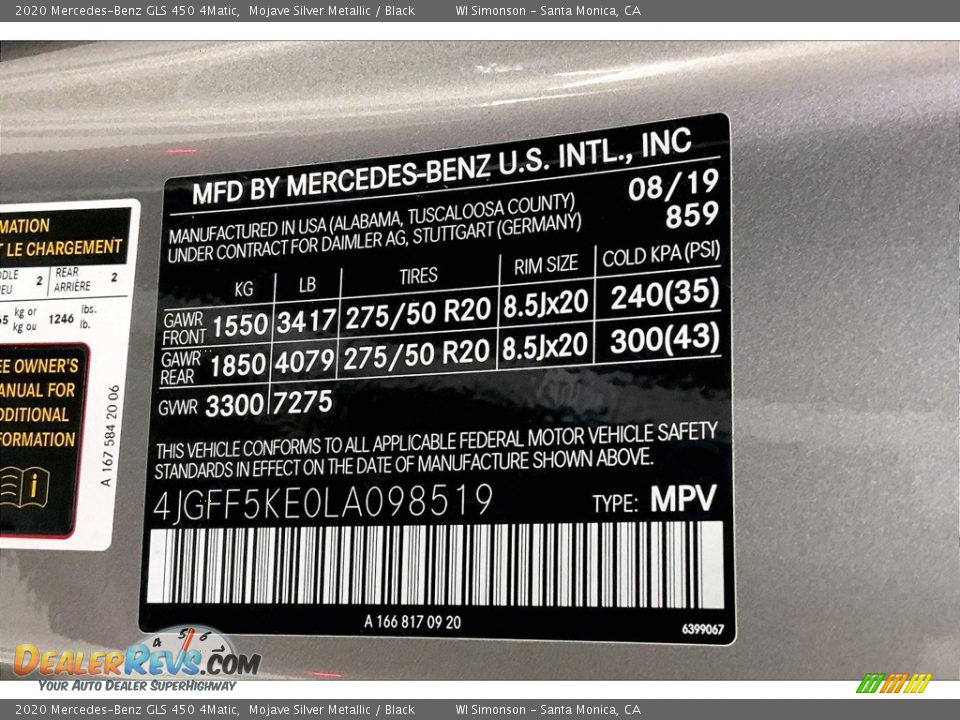 2020 Mercedes-Benz GLS 450 4Matic, Mojave Silver Metallic / Black WI Simonson - Santa Monica, CA
MATION
T LE CHARGEMENT
2 REAR ARRIÈRE 2
kg or kg ou 1246 lbs. lb.
EE OWNER'S
ANUAL FOR
DDITIONAL
FORMATION
A 167 584 20 06
MFD BY MERCEDES-BENZ U.S. INTL., INC
MANUFACTURED IN USA (ALABAMA, TUSCALOOSA COUNTY) 08/19
UNDER CONTRACT FOR DAIMLER AG, STUTTGART (GERMANY) 859
KG LB TIRES RIM SIZE COLD KPA (PSI)
GAWR FRONT 1550 3417 275/50 R20 8.5Jx20 240(35)
GAWR REAR 1850 4079 275/50 R20 8.5Jx20 300(43)
GVWR 3300 7275
THIS VEHICLE CONFORMS TO ALL APPLICABLE FEDERAL MOTOR VEHICLE SAFETY
STANDARDS IN EFFECT ON THE DATE OF MANUFACTURE SHOWN ABOVE.
4JGFF5KE0LA098519 TYPE: MPV
A 166 817 09 20
6399067
4 5 6
DEALERREVS.COM
YOUR AUTO DEALER SUPERHIGHWAY
2020 Mercedes-Benz GLS 450 4Matic, Mojave Silver Metallic / Black WI Simonson - Santa Monica, CA